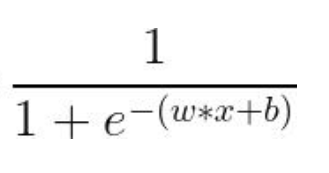 1
1 + e^{-(w*x+b)}